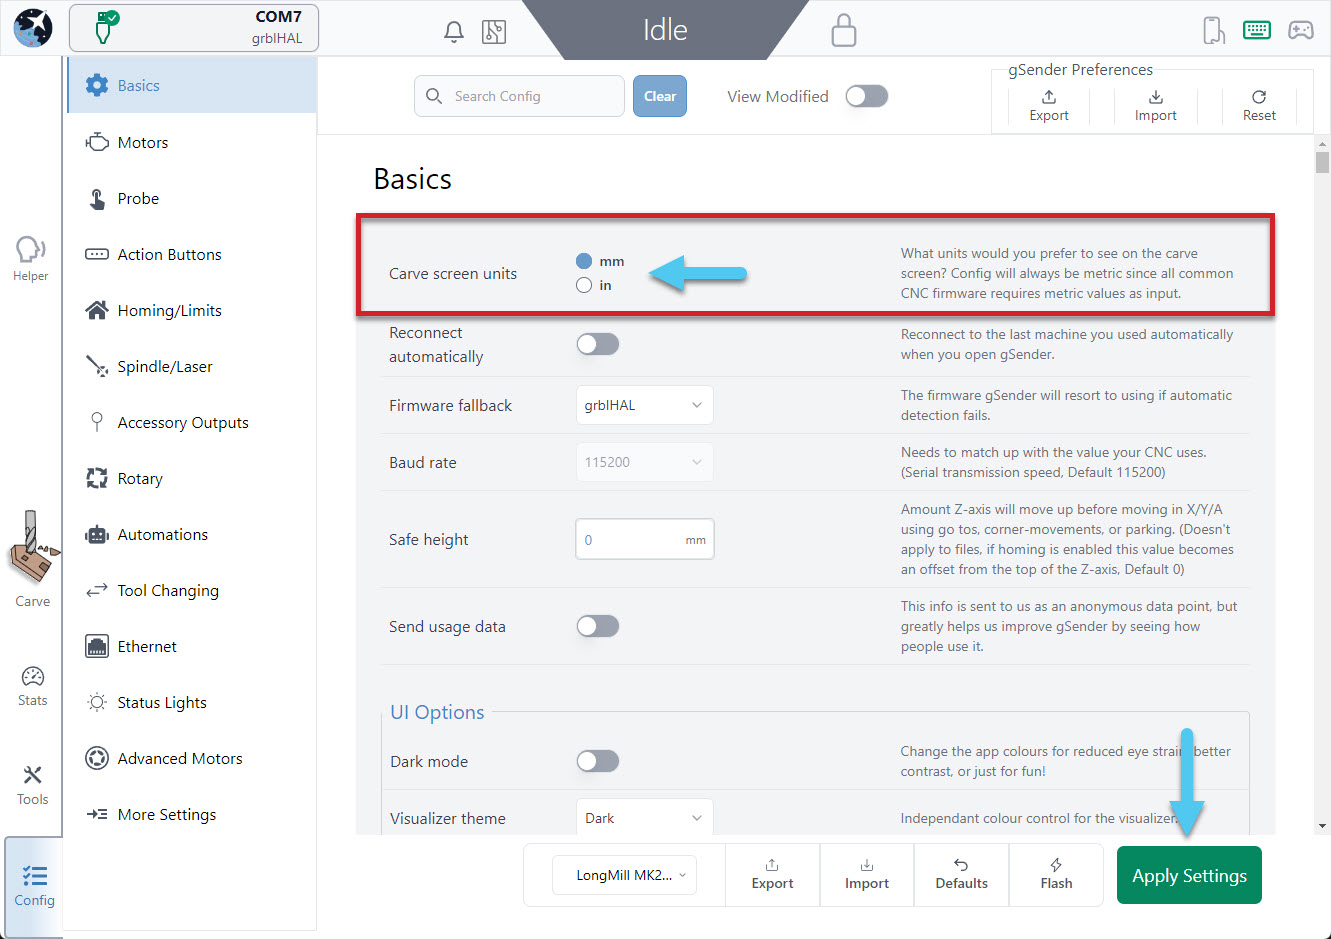 COM7
grblHAL
Idle
Helper
Carve
Stats
Tools
Config
Basics
Motors
Probe
Action Buttons
Homing/Limits
Spindle/Laser
Accessory Outputs
Rotary
Automations
Tool Changing
Ethernet
Status Lights
Advanced Motors
More Settings
Search Config
Clear
View Modified
gSender Preferences
Export
Import
Reset
Basics
Carve screen units
mm
in
What units would you prefer to see on the carve
screen? Config will always be metric since all common
CNC firmware requires metric values as input.
Reconnect
automatically
Reconnect to the last machine you used automatically
when you open gSender.
Firmware fallback
grblHAL
The firmware gSender will resort to using if automatic
detection fails.
Baud rate
115200
Needs to match up with the value your CNC uses.
(Serial transmission speed, Default 115200)
Safe height
0 mm
Amount Z-axis will move up before moving in X/Y/A
using go tos, corner-movements, or parking. (Doesn't
apply to files, if homing is enabled this value becomes
an offset from the top of the Z-axis, Default 0)
Send usage data
This info is sent to us as an anonymous data point, but
greatly helps us improve gSender by seeing how
people use it.
UI Options
Dark mode
Change the app colours for reduced eye strain, better
contrast, or just for fun!
Visualizer theme
Dark
Independant colour control for the visualizer.
LongMill MK2...
Export
Import
Defaults
Flash
Apply Settings